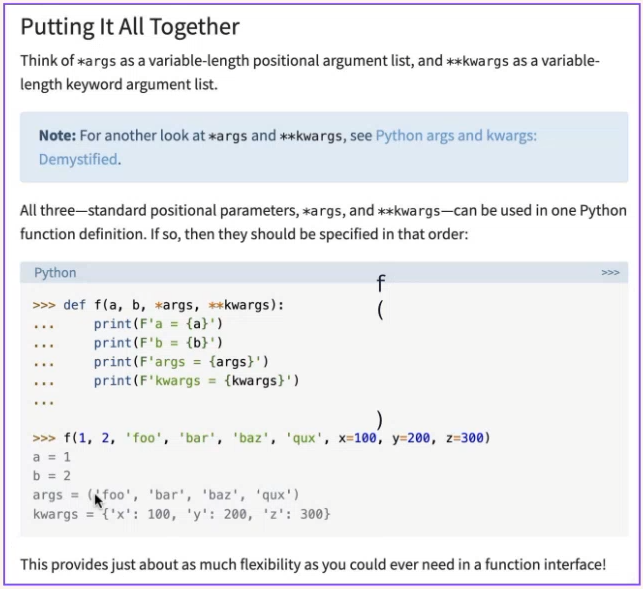 Putting It All Together
Think of *args as a variable-length positional argument list, and **kwargs as a variable-
length keyword argument list.
Note: For another look at *args and **kwargs, see Python args and kwargs:
Demystified.
All three—standard positional parameters, *args, and **kwargs—can be used in one Python
function definition. If so, then they should be specified in that order:
Python >>>
f
(
>>> def f(a, b, *args, **kwargs):
...     print(F'a = {a}')
...     print(F'b = {b}')
...     print(F'args = {args}')
...     print(F'kwargs = {kwargs}')
...
)
>>> f(1, 2, 'foo', 'bar', 'baz', 'qux', x=100, y=200, z=300)
a = 1
b = 2
args = ('foo', 'bar', 'baz', 'qux')
kwargs = {'x': 100, 'y': 200, 'z': 300}
This provides just about as much flexibility as you could ever need in a function interface!